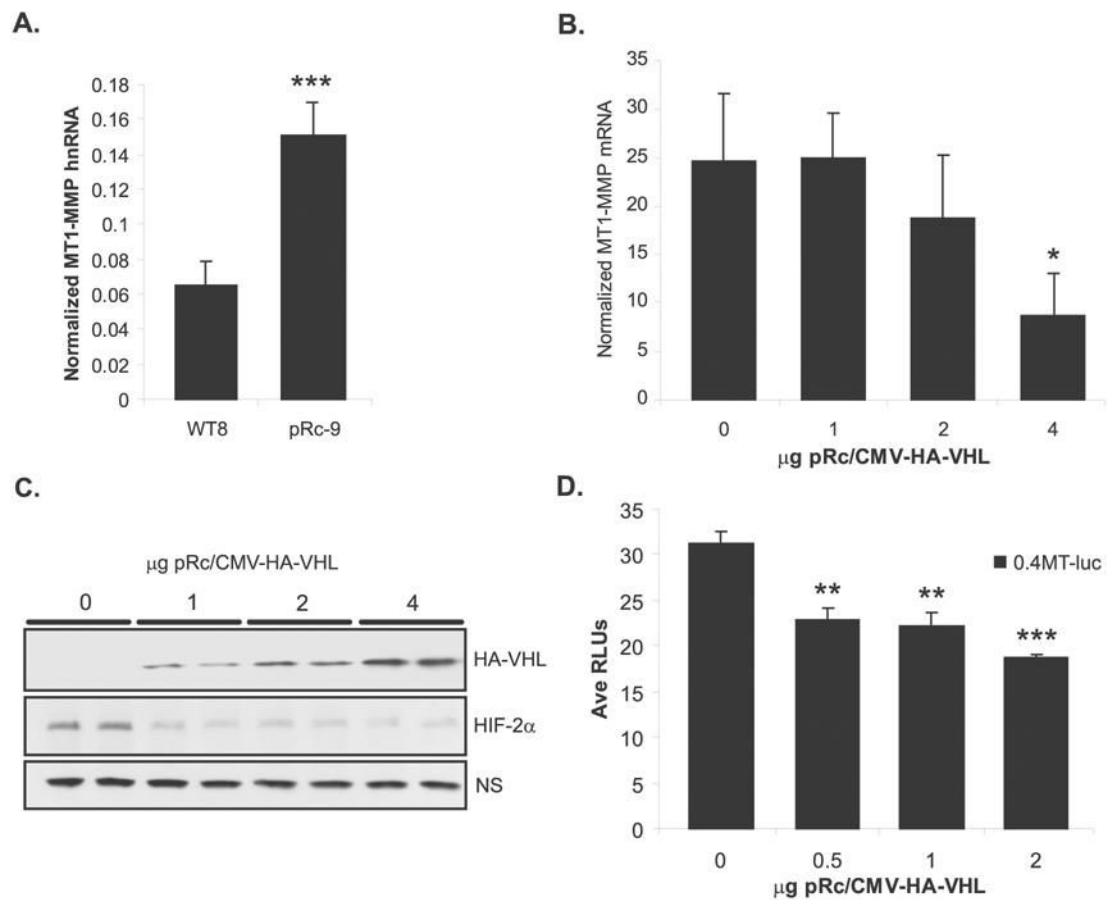 A.
Normalized MT1-MMP hnRNA
0.18
0.16
0.14
0.12
0.1
0.08
0.06
0.04
0.02
0
***
WT8
pRc-9
B.
Normalized MT1-MMP mRNA
35
30
25
20
15
10
5
0
*
0
1
2
4
μg pRc/CMV-HA-VHL
C.
μg pRc/CMV-HA-VHL
0
1
2
4
HA-VHL
HIF-2α
NS
D.
Ave RLUs
35
30
25
20
15
10
5
0
**
**
***
0.4MT-luc
0
0.5
1
2
μg pRc/CMV-HA-VHL